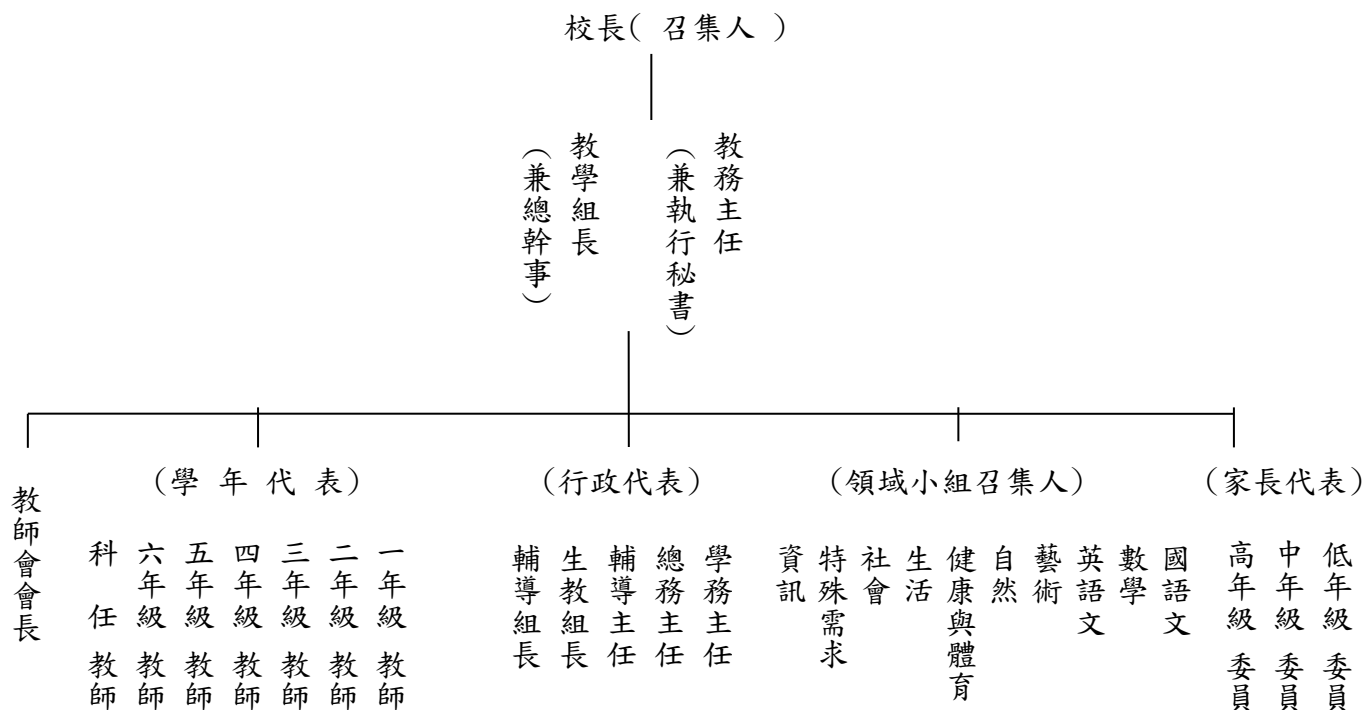 校長( 召集人 )
教務主任
(兼執行秘書)
教學組長
(兼總幹事)
(家長代表)
低年級 委員
中年級 委員
高年級 委員
(領域小組召集人)
國語文
數學
英語文
藝術
自然
健康與體育
生活
社會
特殊需求
資訊
(行政代表)
學務主任
總務主任
輔導主任
生教組長
輔導組長
(學 年 代 表)
一年級 教師
二年級 教師
三年級 教師
四年級 教師
五年級 教師
六年級 教師
科 任 教師
教師會會長